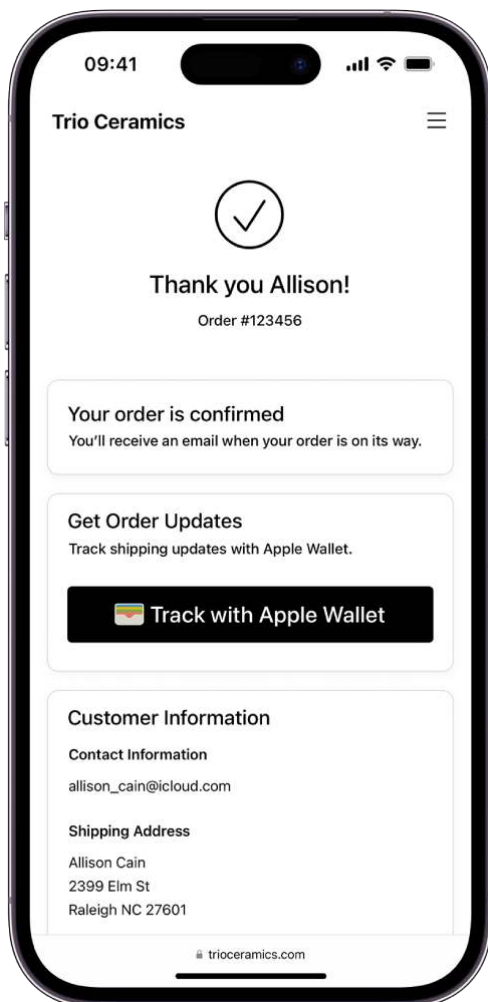 09:41
Trio Ceramics
Thank you Allison!
Order #123456
Your order is confirmed
You’ll receive an email when your order is on its way.
Get Order Updates
Track shipping updates with Apple Wallet.
Track with Apple Wallet
Customer Information
Contact Information
allison_cain@icloud.com
Shipping Address
Allison Cain
2399 Elm St
Raleigh NC 27601
trioceramics.com